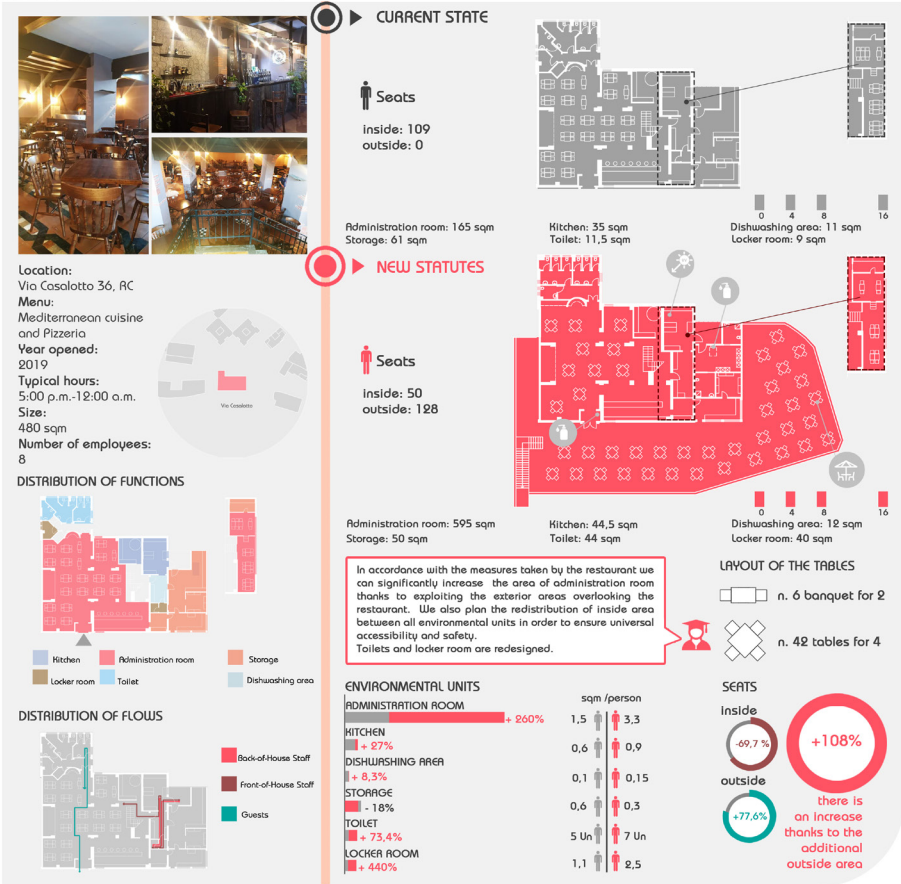 CURRENT STATE
Seats
inside: 109
outside: 0
0 4 8 16
Administration room: 165 sqm
Storage: 61 sqm
Kitchen: 35 sqm
Toilet: 11,5 sqm
Dishwashing area: 11 sqm
Locker room: 9 sqm
NEW STATUTES
Seats
inside: 50
outside: 128
0 4 8 16
Administration room: 595 sqm
Storage: 50 sqm
Kitchen: 44,5 sqm
Toilet: 44 sqm
Dishwashing area: 12 sqm
Locker room: 40 sqm
Location:
Via Casalotto 36, RC
Menu:
Mediterranean cuisine
and Pizzeria
Year opened:
2019
Typical hours:
5:00 p.m.-12:00 a.m.
Size:
480 sqm
Number of employees:
8
Via Casalotto
DISTRIBUTION OF FUNCTIONS
Kitchen
Administration room
Storage
Locker room
Toilet
Dishwashing area
DISTRIBUTION OF FLOWS
Back-of-House Staff
Front-of-House Staff
Guests
In accordance with the measures taken by the restaurant we
can significantly increase the area of administration room
thanks to exploiting the exterior areas overlooking the
restaurant. We also plan the redistribution of inside area
between all environmental units in order to ensure universal
accessibility and safety.
Toilets and locker room are redesigned.
LAYOUT OF THE TABLES
n. 6 banquet for 2
n. 42 tables for 4
ENVIRONMENTAL UNITS
sqm /person
ADMINISTRATION ROOM
+ 260%
1,5 3,3
KITCHEN
+ 27%
0,6 0,9
DISHWASHING AREA
+ 8,3%
0,1 0,15
STORAGE
- 18%
0,6 0,3
TOILET
+ 73,4%
5 Un 7 Un
LOCKER ROOM
+ 440%
1,1 2,5
SEATS
inside
-69,7 %
outside
+77,6%
+108%
there is
an increase
thanks to the
additional
outside area